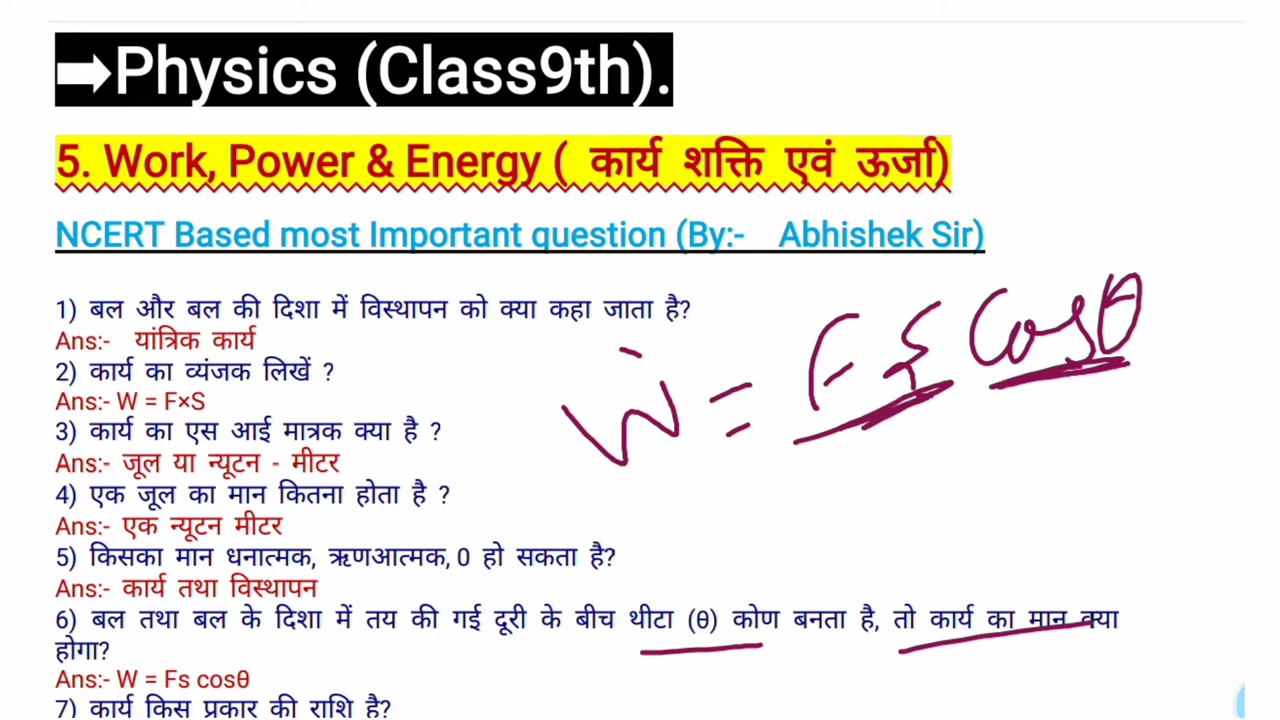 ➡Physics (Class9th).
5. Work, Power & Energy ( कार्य शक्ति एवं ऊर्जा)
NCERT Based most Important question (By:- Abhishek Sir)
1) बल और बल की दिशा में विस्थापन को क्या कहा जाता है?
Ans:- यांत्रिक कार्य
2) कार्य का व्यंजक लिखें ?
Ans:- W = F×S
3) कार्य का एस आई मात्रक क्या है ?
Ans:- जूल या न्यूटन - मीटर
4) एक जूल का मान कितना होता है ?
Ans:- एक न्यूटन मीटर
5) किसका मान धनात्मक, ऋणआत्मक, 0 हो सकता है?
Ans:- कार्य तथा विस्थापन
6) बल तथा बल के दिशा में तय की गई दूरी के बीच थीटा (θ) कोण बनता है, तो कार्य का मान क्या
होगा?
Ans:- W = Fs cosθ
7) कार्य किस प्रकार की राशि है?
W = Fs Cosθ